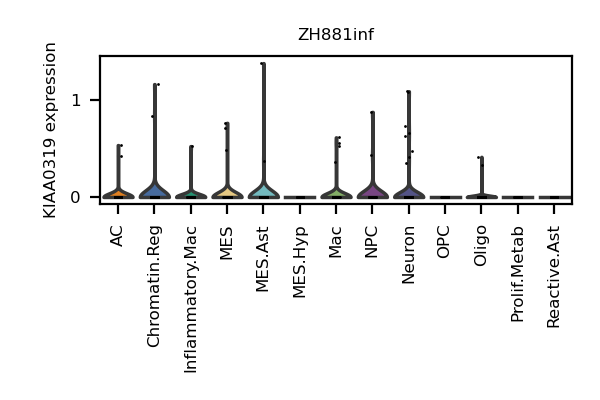 ZH881inf
KIAA0319 expression
1
0
AC
Chromatin.Reg
Inflammatory.Mac
MES
MES.Ast
MES.Hyp
Mac
NPC
Neuron
OPC
Oligo
Prolif.Metab
Reactive.Ast